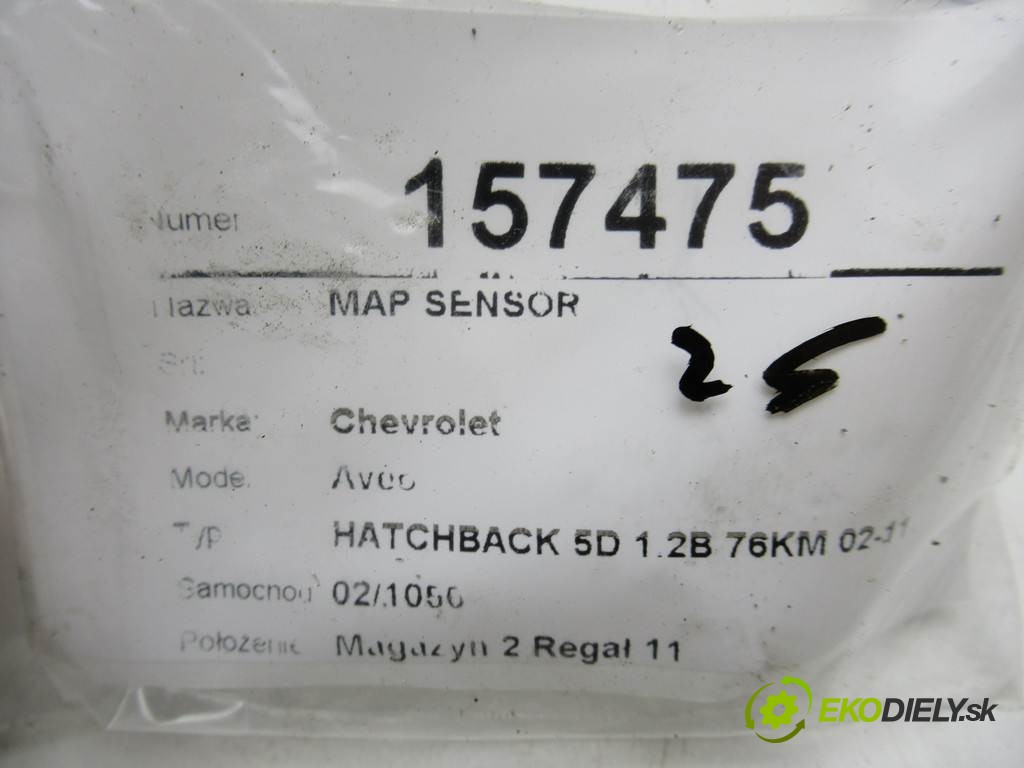 Numer 157475
Nazwa: MAP SENSOR
25
Marka: Chevrolet
Model Aveo
Typ HATCHBACK 5D 1.2B 76KM 02-11
Samochód 02/1056
Położenie Magazyn 2 Regał 11
EKODIELY.sk